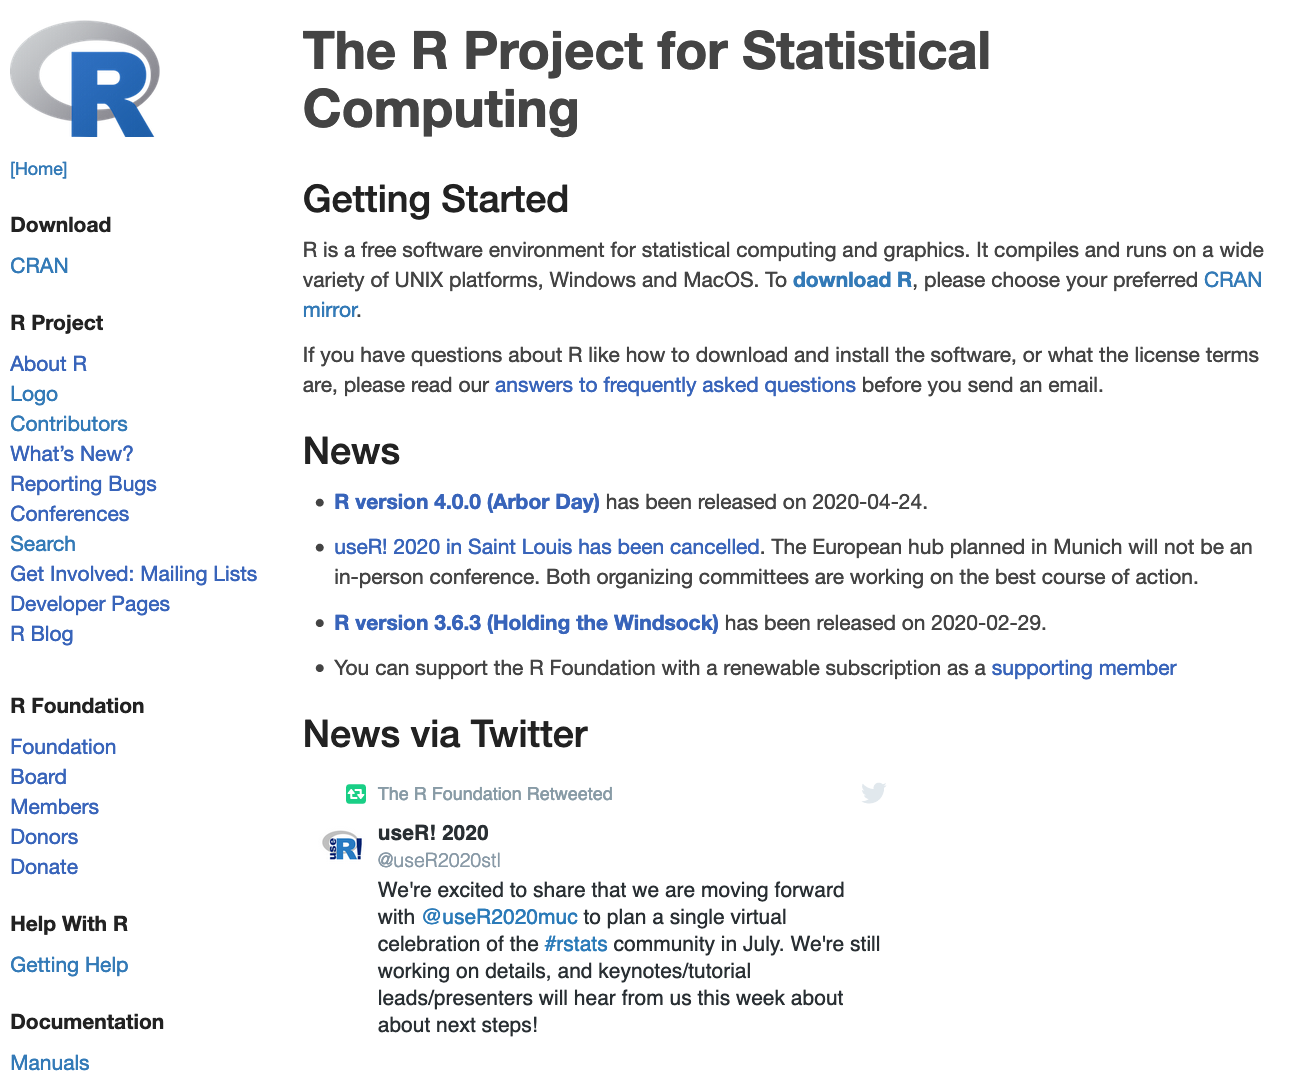 R
[Home]
Download
CRAN
R Project
About R
Logo
Contributors
What's New?
Reporting Bugs
Conferences
Search
Get Involved: Mailing Lists
Developer Pages
R Blog
R Foundation
Foundation
Board
Members
Donors
Donate
Help With R
Getting Help
Documentation
Manuals
The R Project for Statistical
Computing
Getting Started
R is a free software environment for statistical computing and graphics. It compiles and runs on a wide
variety of UNIX platforms, Windows and MacOS. To download R, please choose your preferred CRAN
mirror.
If you have questions about R like how to download and install the software, or what the license terms
are, please read our answers to frequently asked questions before you send an email.
News
• R version 4.0.0 (Arbor Day) has been released on 2020-04-24.
• useR! 2020 in Saint Louis has been cancelled. The European hub planned in Munich will not be an
in-person conference. Both organizing committees are working on the best course of action.
• R version 3.6.3 (Holding the Windsock) has been released on 2020-02-29.
• You can support the R Foundation with a renewable subscription as a supporting member
News via Twitter
The R Foundation Retweeted
useR!
useR! 2020
@useR2020stl
We're excited to share that we are moving forward
with @useR2020muc to plan a single virtual
celebration of the #rstats community in July. We're still
working on details, and keynotes/tutorial
leads/presenters will hear from us this week about
about next steps!